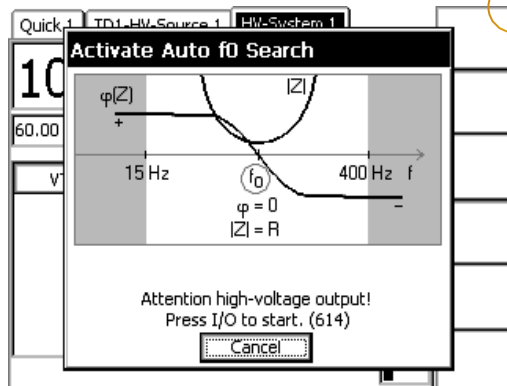 Quick 1
TD1-HV-Source 1
HV-System 1
Activate Auto f0 Search
10
60.00
φ(Z)
|Z|
+
15 Hz
f0
400 Hz
f
φ = 0
|Z| = R
−
Attention high-voltage output!
Press I/O to start. (614)
Cancel